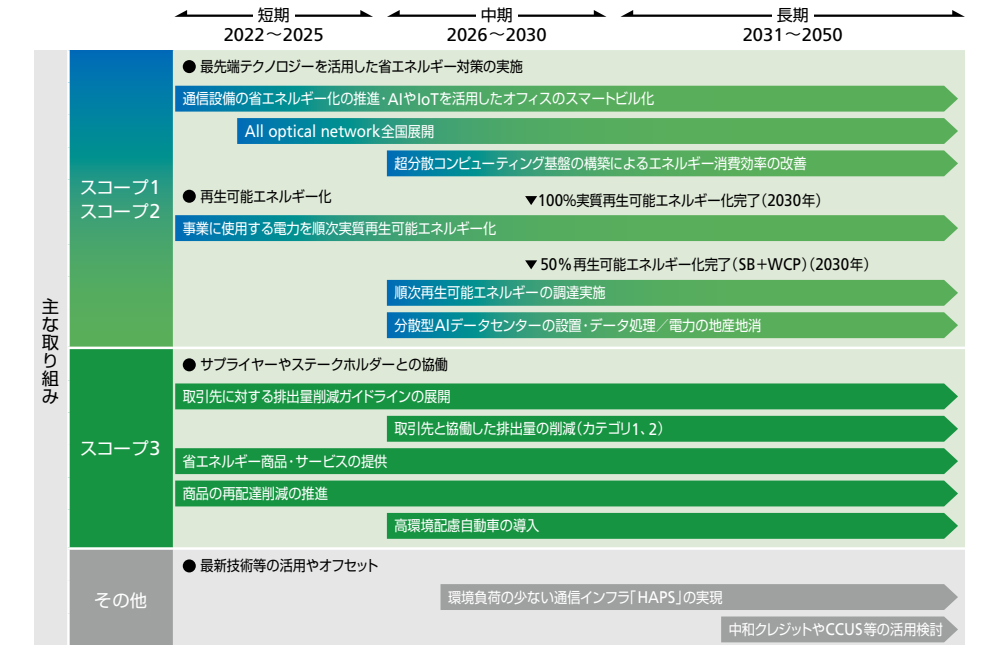 短期
中期
長期
2022～2025
2026～2030
2031～2050
主な取り組み
スコープ1
スコープ2
● 最先端テクノロジーを活用した省エネルギー対策の実施
通信設備の省エネルギー化の推進・AIやIoTを活用したオフィスのスマートビル化
All optical network全国展開
超分散コンピューティング基盤の構築によるエネルギー消費効率の改善
● 再生可能エネルギー化
▼100％実質再生可能エネルギー化完了（2030年）
事業に使用する電力を順次実質再生可能エネルギー化
▼50％再生可能エネルギー化完了（SB+WCP）（2030年）
順次再生可能エネルギーの調達実施
分散型AIデータセンターの設置・データ処理／電力の地産地消
スコープ3
● サプライヤーやステークホルダーとの協働
取引先に対する排出量削減ガイドラインの展開
取引先と協働した排出量の削減（カテゴリ1、2）
省エネルギー商品・サービスの提供
商品の再配達削減の推進
高環境配慮自動車の導入
その他
● 最新技術等の活用やオフセット
環境負荷の少ない通信インフラ「HAPS」の実現
中和クレジットやCCUS等の活用検討